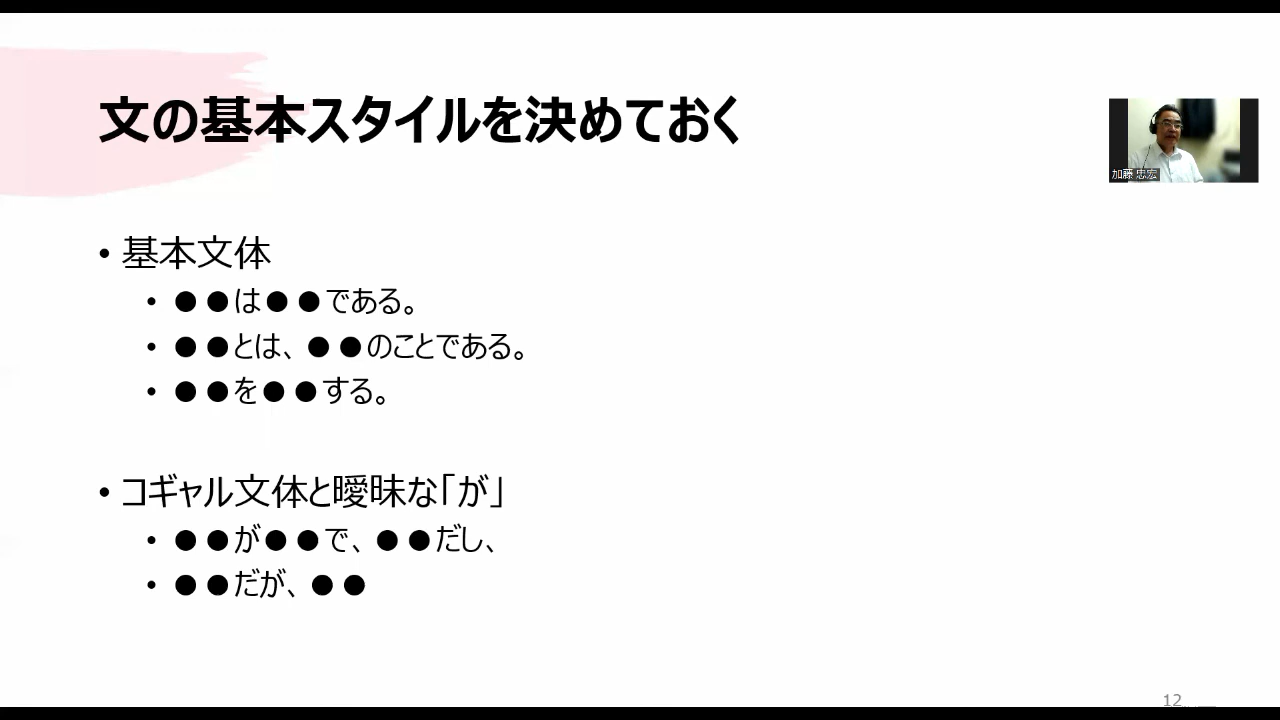 文の基本スタイルを決めておく
加藤 忠宏
• 基本文体
• ●●は●●である。
• ●●とは、●●のことである。
• ●●を●●する。
• コギャル文体と曖昧な「が」
• ●●が●●で、●●だし、
• ●●だが、●●
12